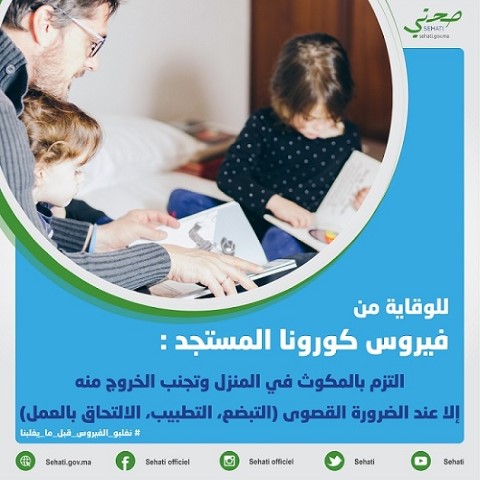 صحتي
SEHATI
sehati.gov.ma
للوقاية من
فيروس كورونا المستجد :
التزم بالمكوث في المنزل وتجنب الخروج منه
إلا عند الضرورة القصوى (التبضع، التطبيب، الالتحاق بالعمل)
# نغلبو_الفيروس_قبل_ما_يغلبنا
Sehati.gov.ma
Sehati officiel
Sehati officiel
Sehati
Sehati